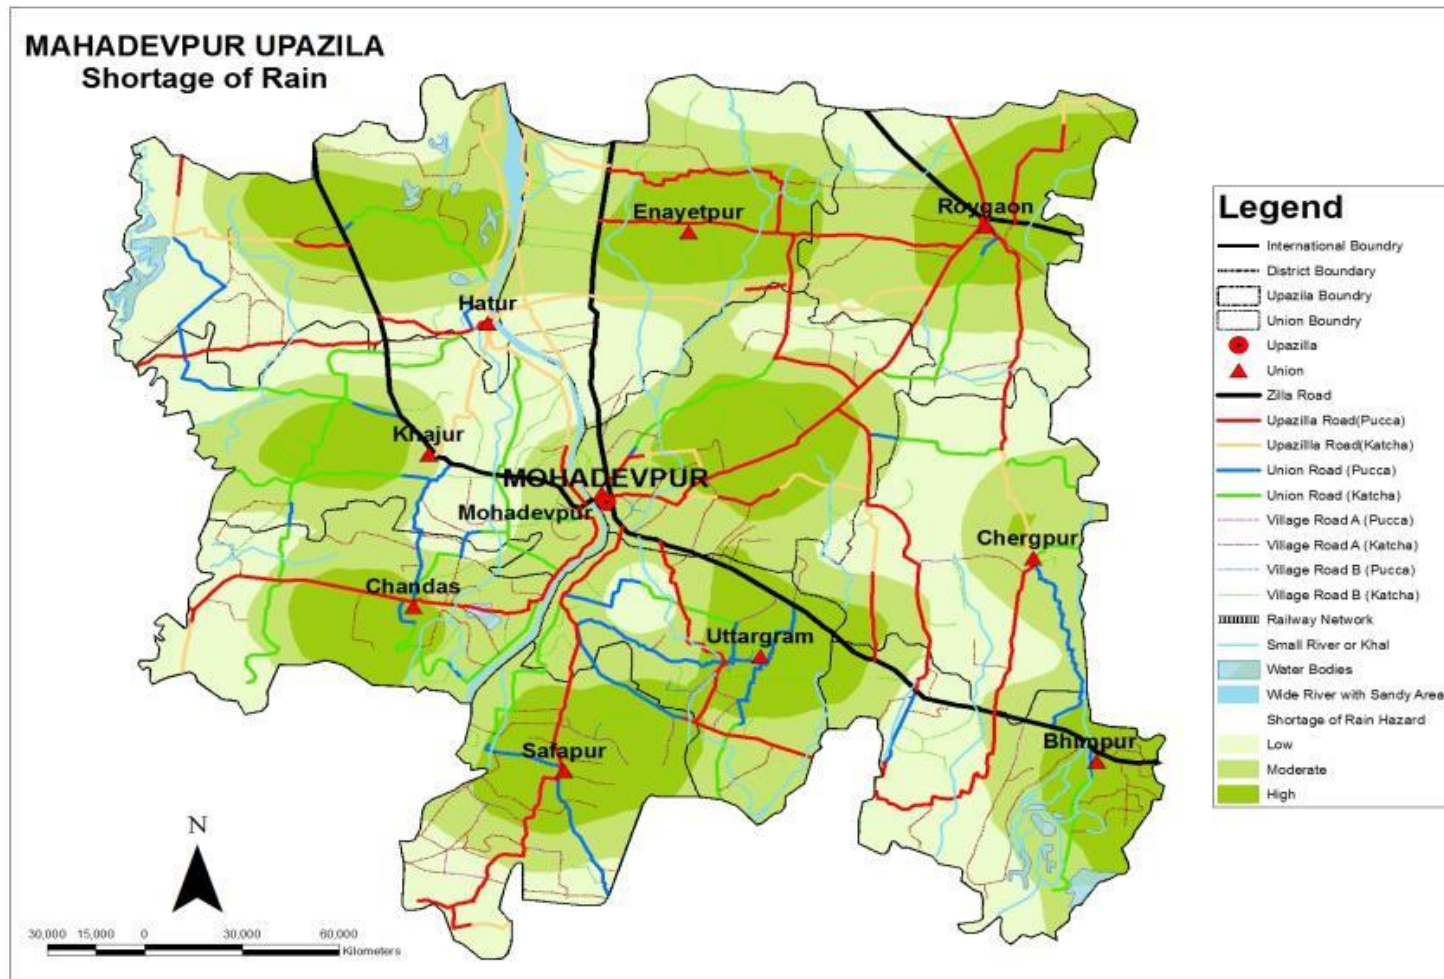 MAHADEVPUR UPAZILA
Shortage of Rain
Enayetpur
Roygaon
Hatur
Khajur
MOHADEVPUR
Mohadevpur
Chergpur
Chandas
Uttargram
Safapur
Bhimpur
N
30,000 15,000 0 30,000 60,000
Kilometers
Legend
International Boundry
District Boundary
Upazila Boundry
Union Boundry
Upazilla
Union
Zilla Road
Upazilla Road(Pucca)
Upazillla Road(Katcha)
Union Road (Pucca)
Union Road (Katcha)
Village Road A (Pucca)
Village Road A (Katcha)
Village Road B (Pucca)
Village Road B (Katcha)
Railway Network
Small River or Khal
Water Bodies
Wide River with Sandy Area
Shortage of Rain Hazard
Low
Moderate
High